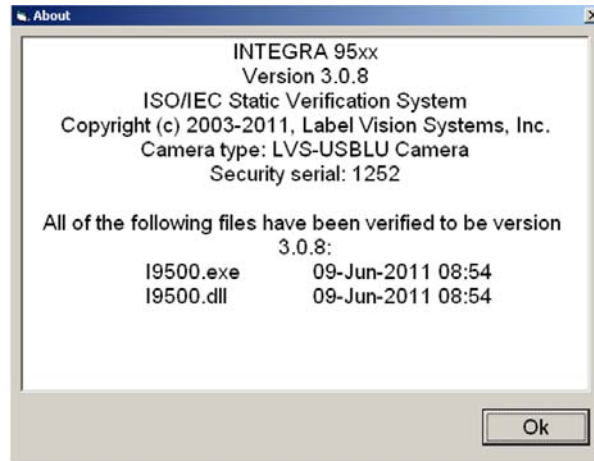 About
INTEGRA 95xx
Version 3.0.8
ISO/IEC Static Verification System
Copyright (c) 2003-2011, Label Vision Systems, Inc.
Camera type: LVS-USBLU Camera
Security serial: 1252
All of the following files have been verified to be version
3.0.8:
I9500.exe 09-Jun-2011 08:54
I9500.dll 09-Jun-2011 08:54
Ok